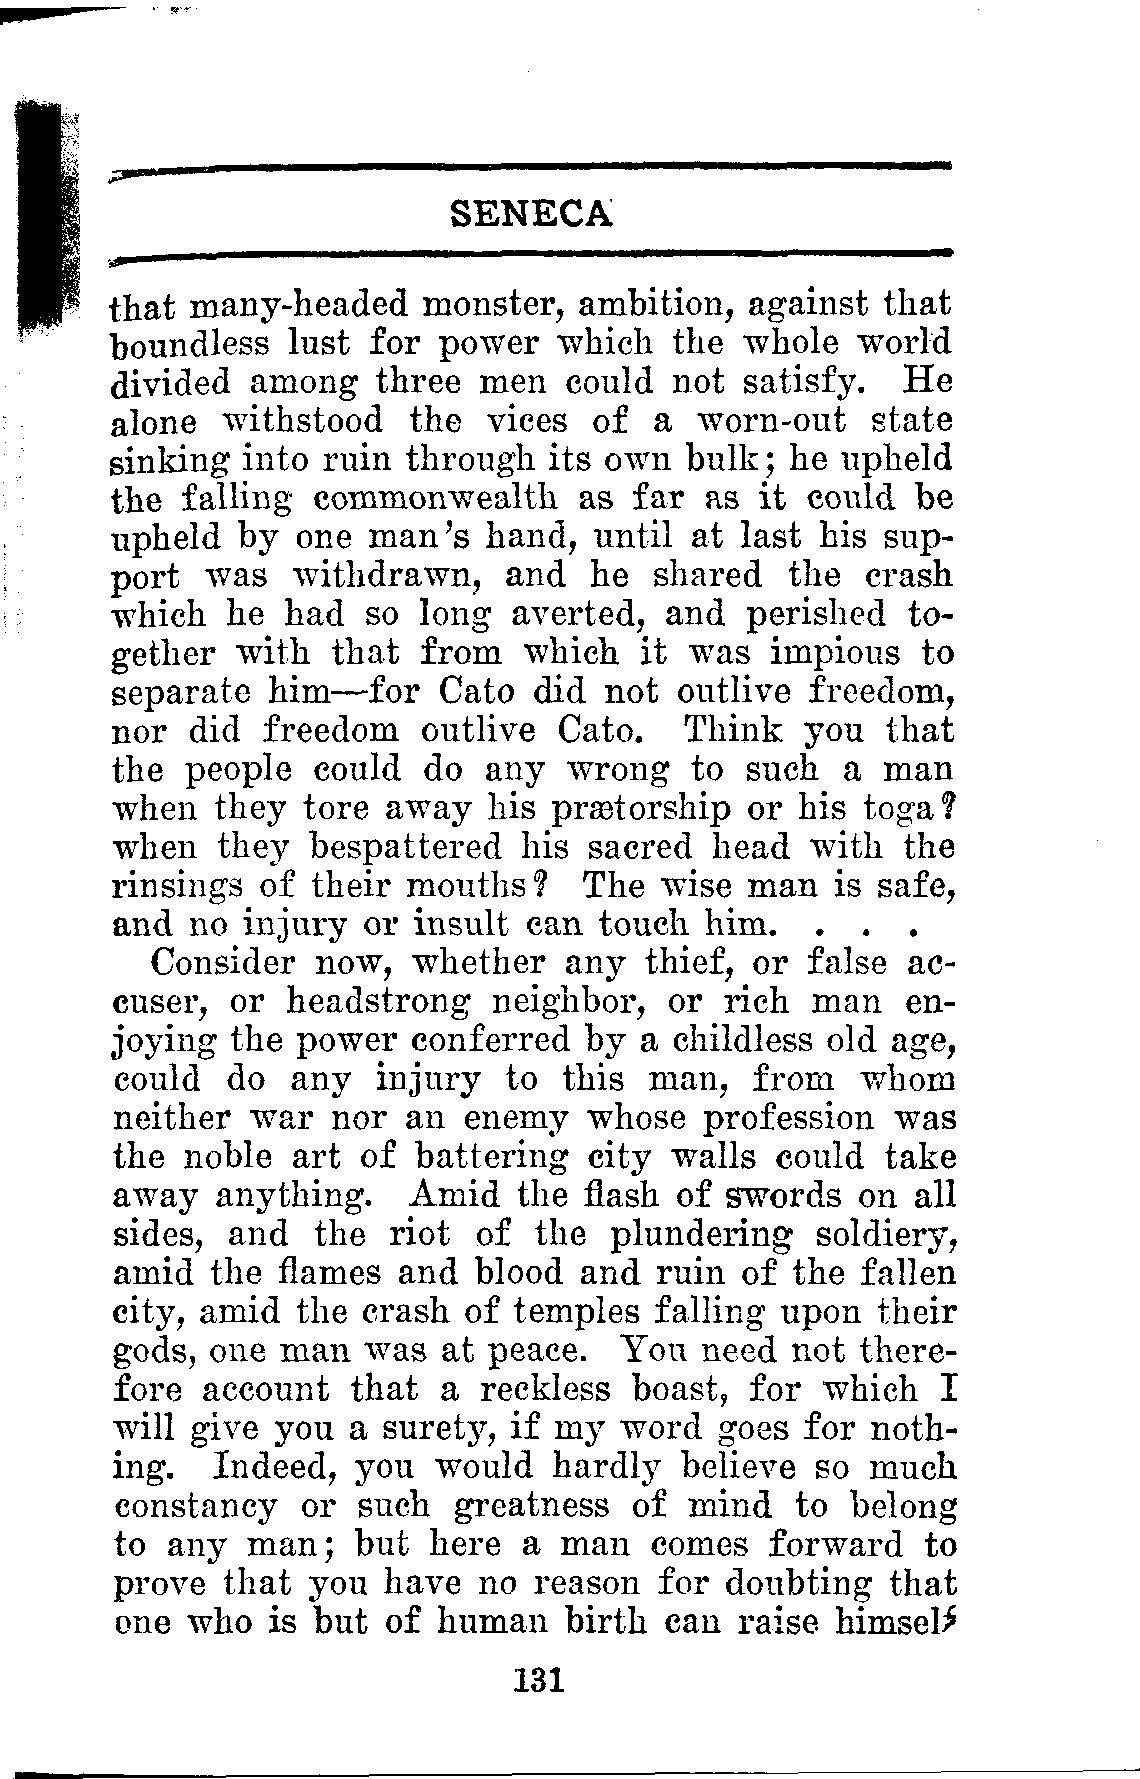 SENECA
that many-headed monster, ambition, against that
boundless lust for power which the whole world
divided among three men could not satisfy. He
alone withstood the vices of a worn-out state
sinking into ruin through its own bulk; he upheld
the falling commonwealth as far as it could be
upheld by one man's hand, until at last his sup-
port was withdrawn, and he shared the crash
which he had so long averted, and perished to-
gether with that from which it was impious to
separate him—for Cato did not outlive freedom,
nor did freedom outlive Cato. Think you that
the people could do any wrong to such a man
when they tore away his prætorship or his toga?
when they bespattered his sacred head with the
rinsings of their mouths? The wise man is safe,
and no injury or insult can touch him. . . .
Consider now, whether any thief, or false ac-
cuser, or headstrong neighbor, or rich man en-
joying the power conferred by a childless old age,
could do any injury to this man, from whom
neither war nor an enemy whose profession was
the noble art of battering city walls could take
away anything. Amid the flash of swords on all
sides, and the riot of the plundering soldiery,
amid the flames and blood and ruin of the fallen
city, amid the crash of temples falling upon their
gods, one man was at peace. You need not there-
fore account that a reckless boast, for which I
will give you a surety, if my word goes for noth-
ing. Indeed, you would hardly believe so much
constancy or such greatness of mind to belong
to any man; but here a man comes forward to
prove that you have no reason for doubting that
one who is but of human birth can raise himself
131